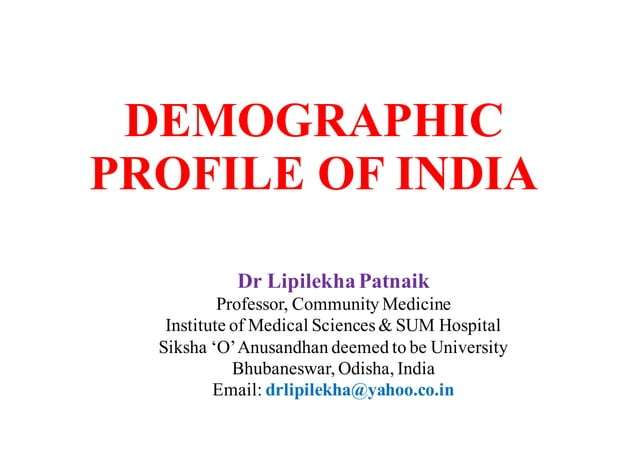 DEMOGRAPHIC
PROFILE OF INDIA
Dr Lipilekha Patnaik
Professor, Community Medicine
Institute of Medical Sciences & SUM Hospital
Siksha ‘O’ Anusandhan deemed to be University
Bhubaneswar, Odisha, India
Email: drlipilekha@yahoo.co.in